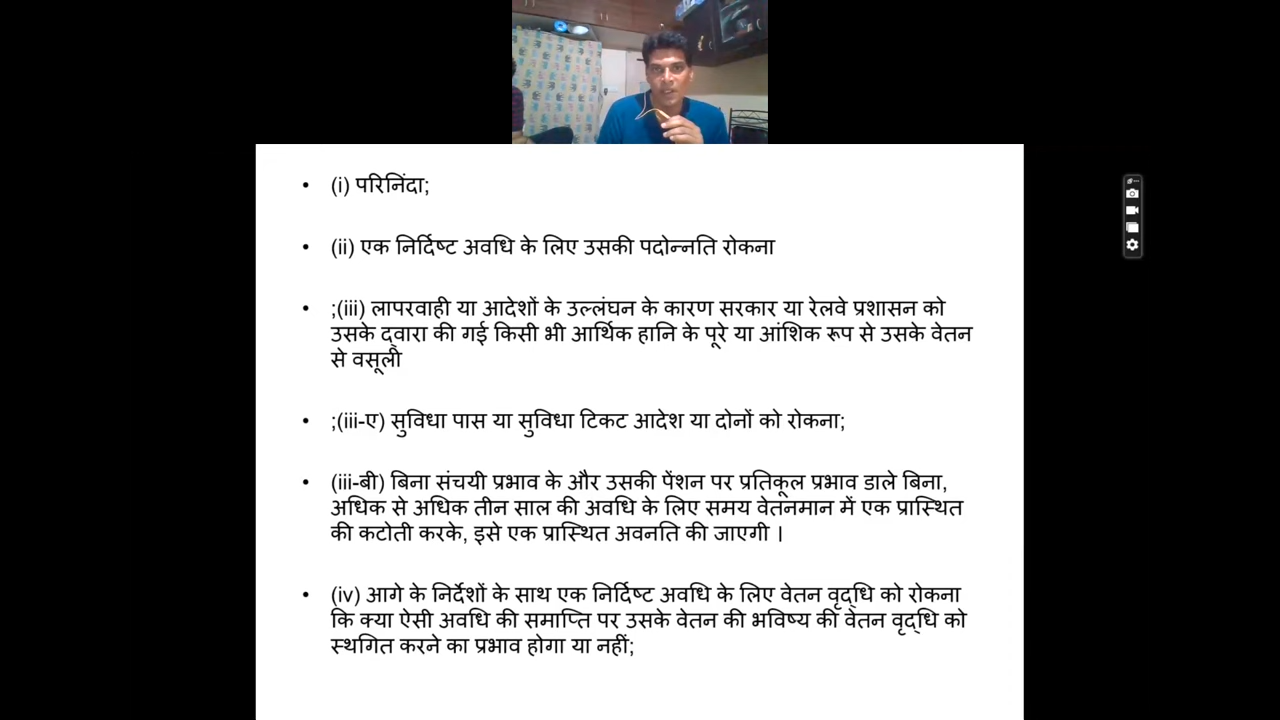 • (i) परिनिंदा;
• (ii) एक निर्दिष्ट अवधि के लिए उसकी पदोन्नति रोकना
• ;(iii) लापरवाही या आदेशों के उल्लंघन के कारण सरकार या रेलवे प्रशासन को
उसके द्वारा की गई किसी भी आर्थिक हानि के पूरे या आंशिक रूप से उसके वेतन
से वसूली
• ;(iii-ए) सुविधा पास या सुविधा टिकट आदेश या दोनों को रोकना;
• (iii-बी) बिना संचयी प्रभाव के और उसकी पेंशन पर प्रतिकूल प्रभाव डाले बिना,
अधिक से अधिक तीन साल की अवधि के लिए समय वेतनमान में एक प्रास्थित
की कटोती करके, इसे एक प्रास्थित अवनति की जाएगी ।
• (iv) आगे के निर्देशों के साथ एक निर्दिष्ट अवधि के लिए वेतन वृद्धि को रोकना
कि क्या ऐसी अवधि की समाप्ति पर उसके वेतन की भविष्य की वेतन वृद्धि को
स्थगित करने का प्रभाव होगा या नहीं;